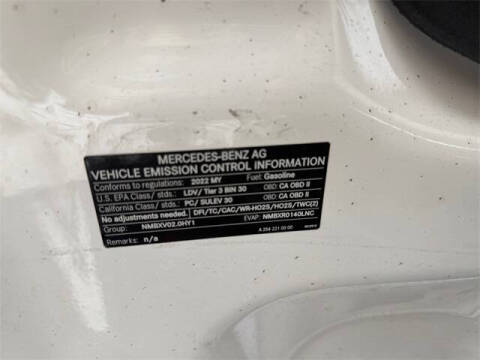 MERCEDES-BENZ AG
VEHICLE EMISSION CONTROL INFORMATION
Conforms to regulations: 2022 MY Fuel: Gasoline
U.S. EPA Class/Stds.: LDV/ Tier 3 BIN 30 OBD: CA OBD II
California Class/Stds.: PC/ SULEV 30 OBD: CA OBD II
No adjustments needed. DFI/TC/CAC/WR-HO2S/HO2S/TWC(2)
Group: NMBXV02.0HY1 EVAP: NMBXR0140LNC
Remarks: n/a